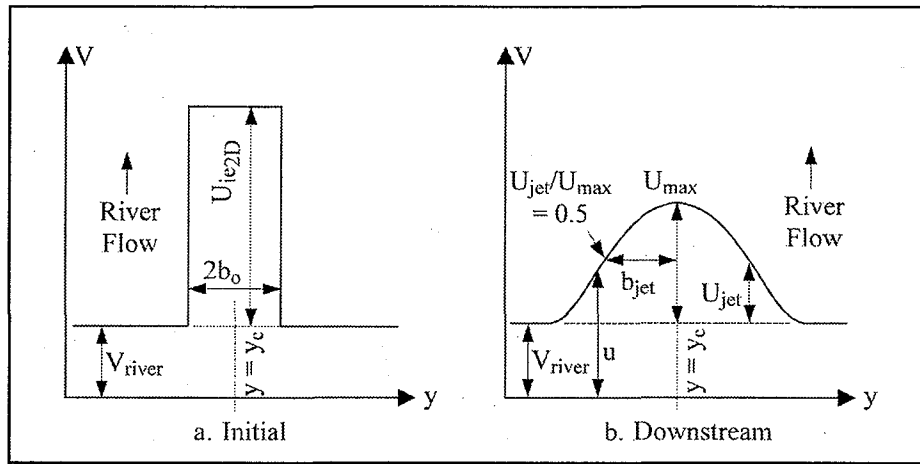 V
River
Flow
U_ie2D
2b_o
V_river
y = y_c
y
a. Initial
V
U_jet/U_max
= 0.5
U_max
River
Flow
b_jet
U_jet
V_river
u
y = y_c
y
b. Downstream